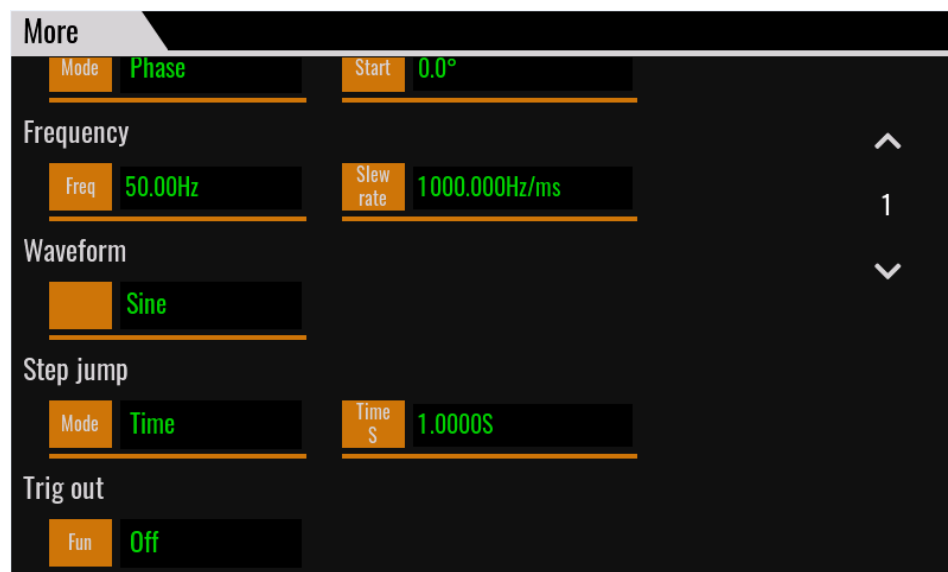 More
Mode Phase Start 0.0°
Frequency
Freq 50.00Hz Slew rate 1000.000Hz/ms
1
Waveform
Sine
Step jump
Mode Time Time S 1.0000S
Trig out
Fun Off